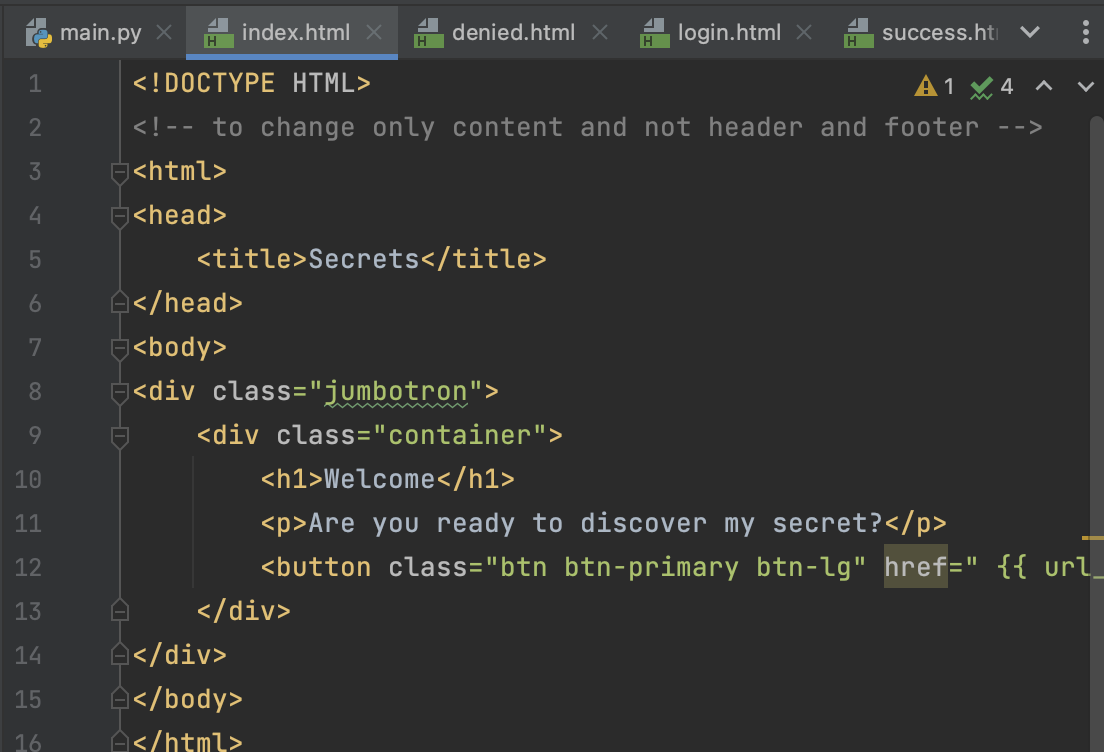 main.py index.html denied.html login.html success.ht
1 <!DOCTYPE HTML> 1 4
2 <!-- to change only content and not header and footer -->
3 <html>
4 <head>
5 <title>Secrets</title>
6 </head>
7 <body>
8 <div class="jumbotron">
9 <div class="container">
10 <h1>Welcome</h1>
11 <p>Are you ready to discover my secret?</p>
12 <button class="btn btn-primary btn-lg" href=" {{ url_
13 </div>
14 </div>
15 </body>
16 </html>